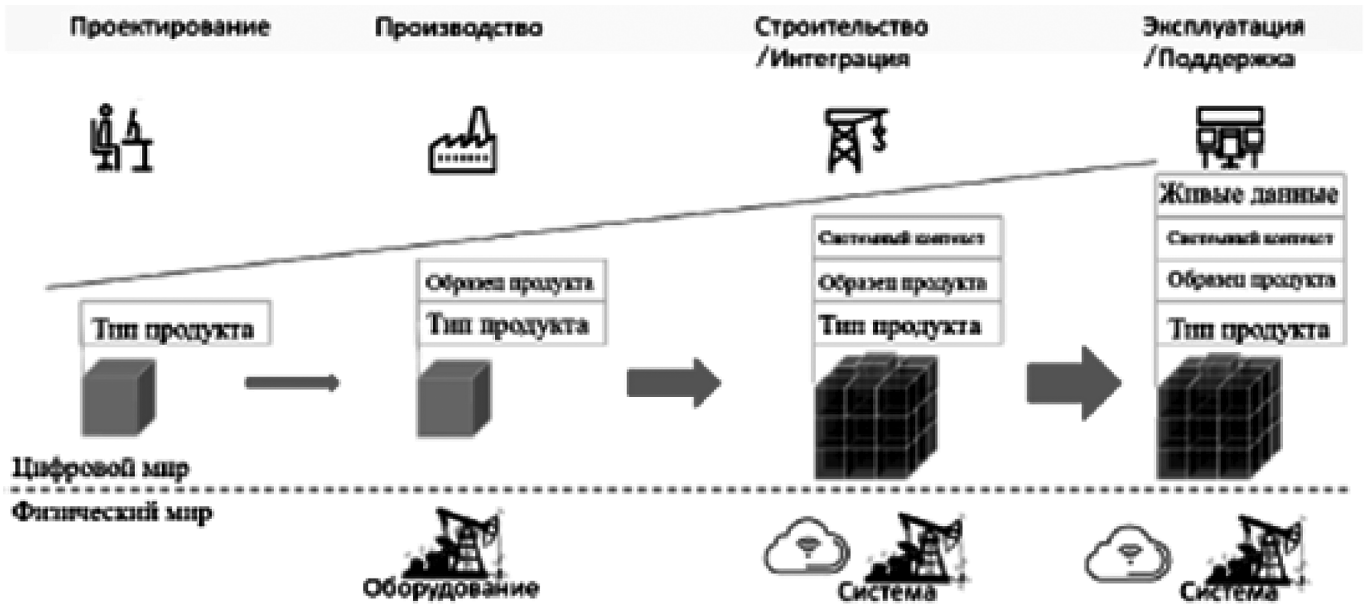 Проектирование
Производство
Строительство
/Интеграция
Эксплуатация
/Поддержка
Тип продукта
Образец продукта
Тип продукта
Системный контекст
Образец продукта
Тип продукта
Живые данные
Системный контекст
Образец продукта
Тип продукта
Цифровой мир
Физический мир
Оборудование
Система
Система